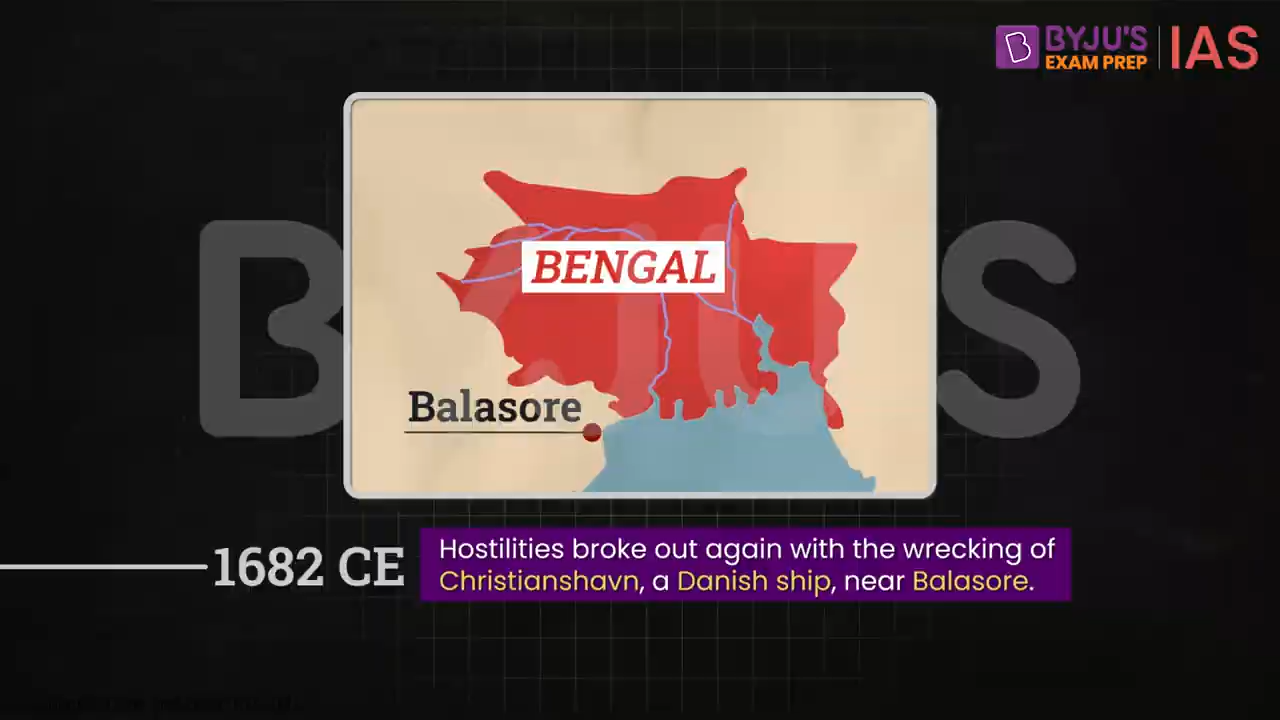 BYJU'S
EXAM PREP
IAS
BYJU'S
BENGAL
Balasore
1682 CE
Hostilities broke out again with the wrecking of
Christianshavn, a Danish ship, near Balasore.